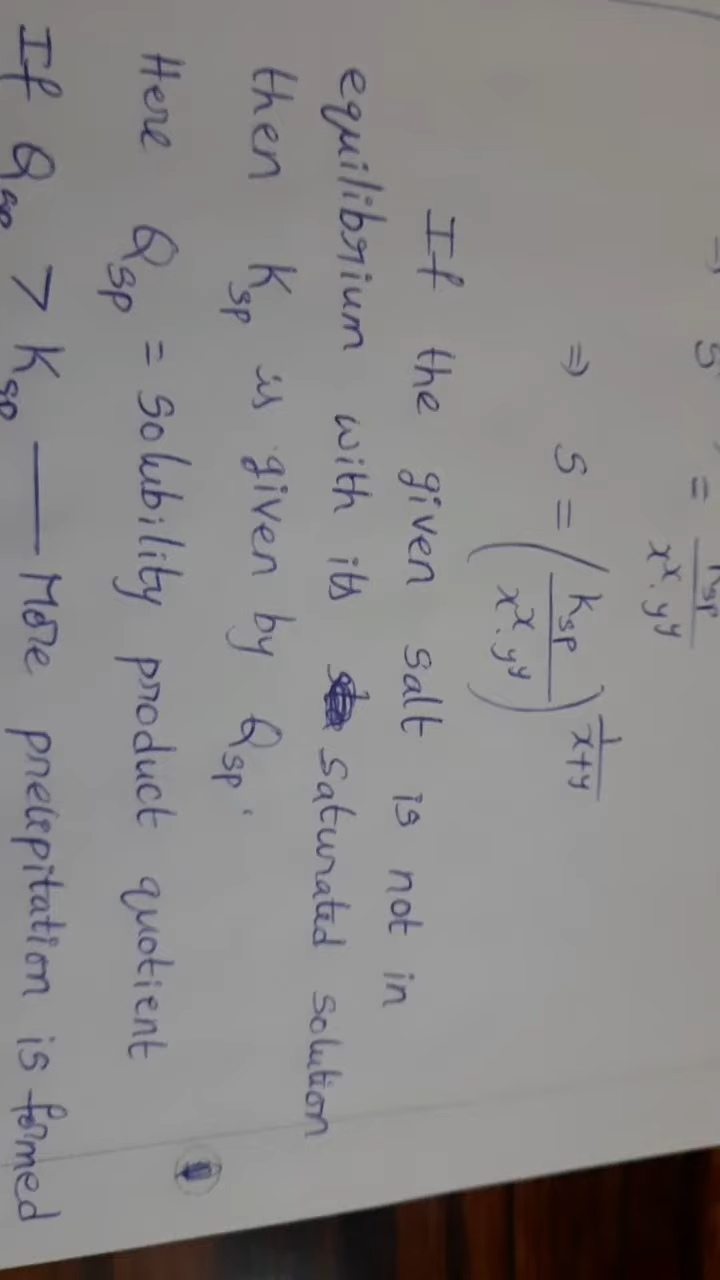 ⇒ S = Ksp / x^x . y^y
⇒ S = (Ksp / x^x . y^y)^(1/x+y)
If the given salt is not in
equilibrium with its saturated solution
then Ksp is given by Qsp.
Here Qsp = Solubility product quotient
If Qsp > Ksp — More precipitation is formed